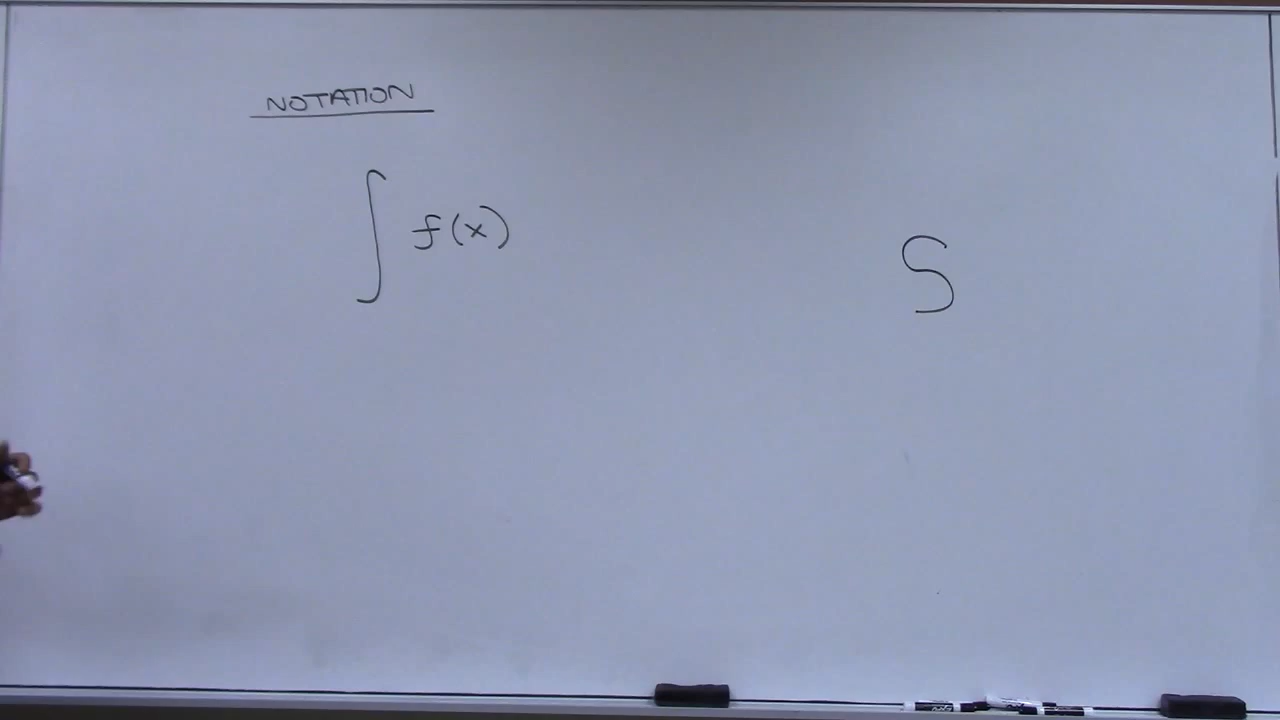 NOTATION
∫ f(x)
S